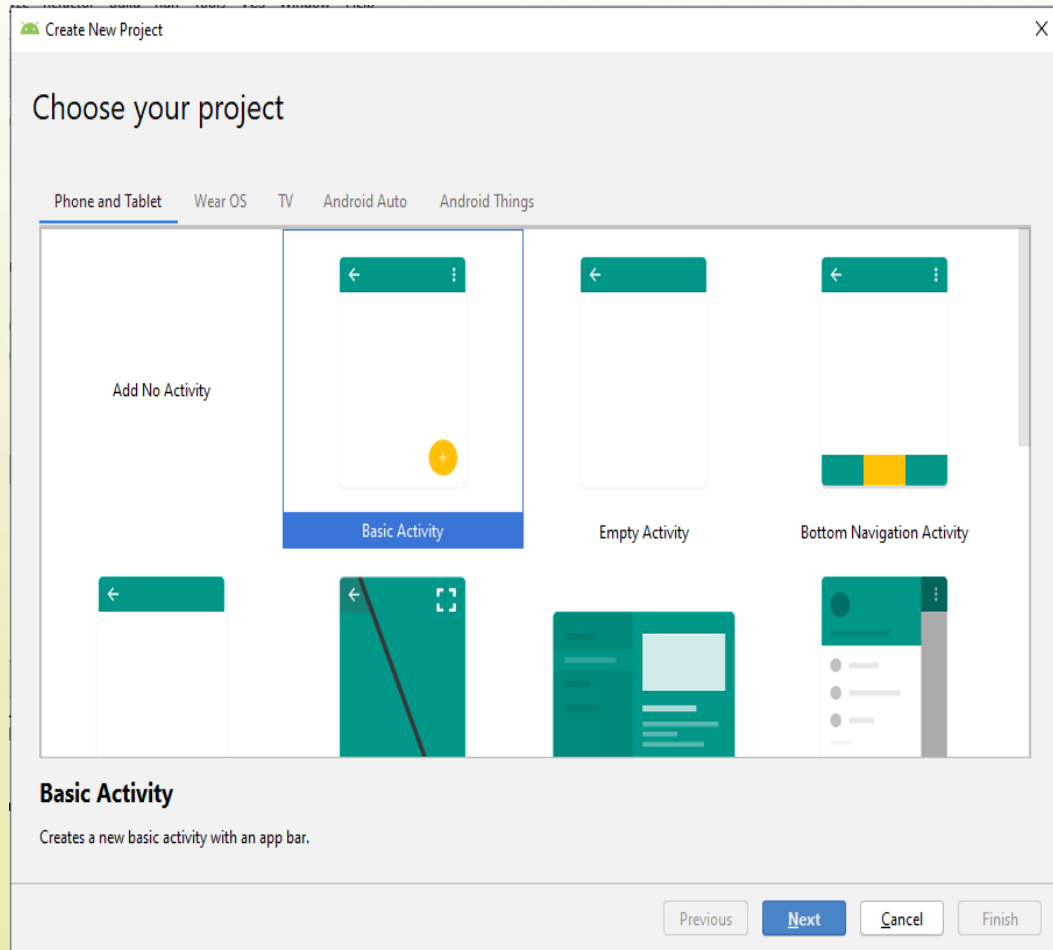 Create New Project
Choose your project
Phone and Tablet Wear OS TV Android Auto Android Things
Add No Activity
Basic Activity
Empty Activity
Bottom Navigation Activity
Basic Activity
Creates a new basic activity with an app bar.
Previous Next Cancel Finish